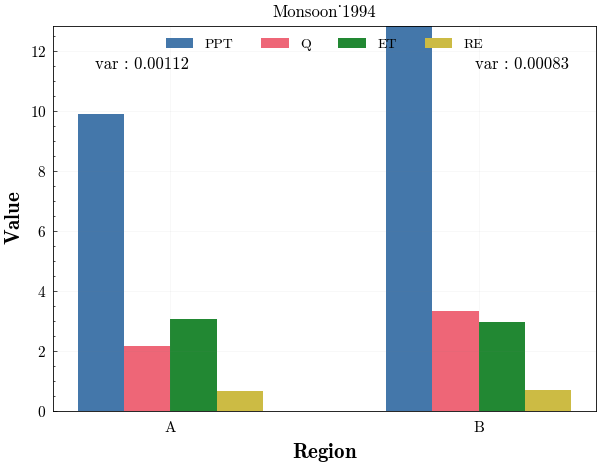 Monsoon˙1994
PPT Q ET RE
var : 0.00112
var : 0.00083
12
10
8
6
4
2
0
Value
A B
Region